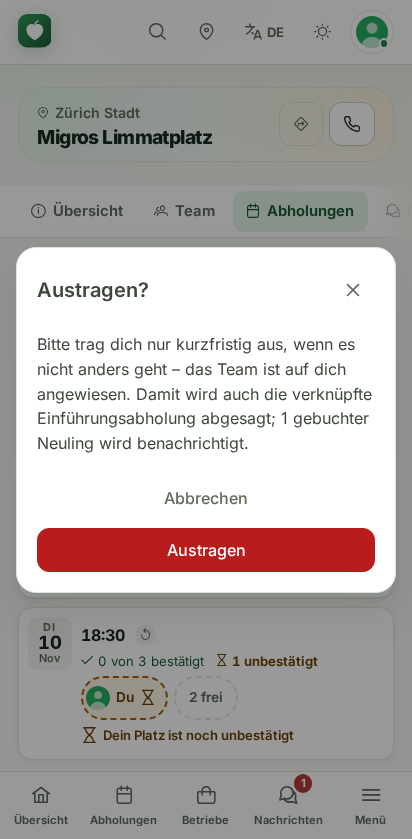 DE
Zürich Stadt
Migros Limmatplatz
Übersicht
Team
Abholungen
Austragen?
Bitte trag dich nur kurzfristig aus, wenn es
nicht anders geht – das Team ist auf dich
angewiesen. Damit wird auch die verknüpfte
Einführungsabholung abgesagt; 1 gebuchter
Neuling wird benachrichtigt.
Abbrechen
Austragen
DI
10
Nov
18:30
0 von 3 bestätigt 1 unbestätigt
Du
2 frei
Dein Platz ist noch unbestätigt
1
Übersicht
Abholungen
Betriebe
Nachrichten
Menü